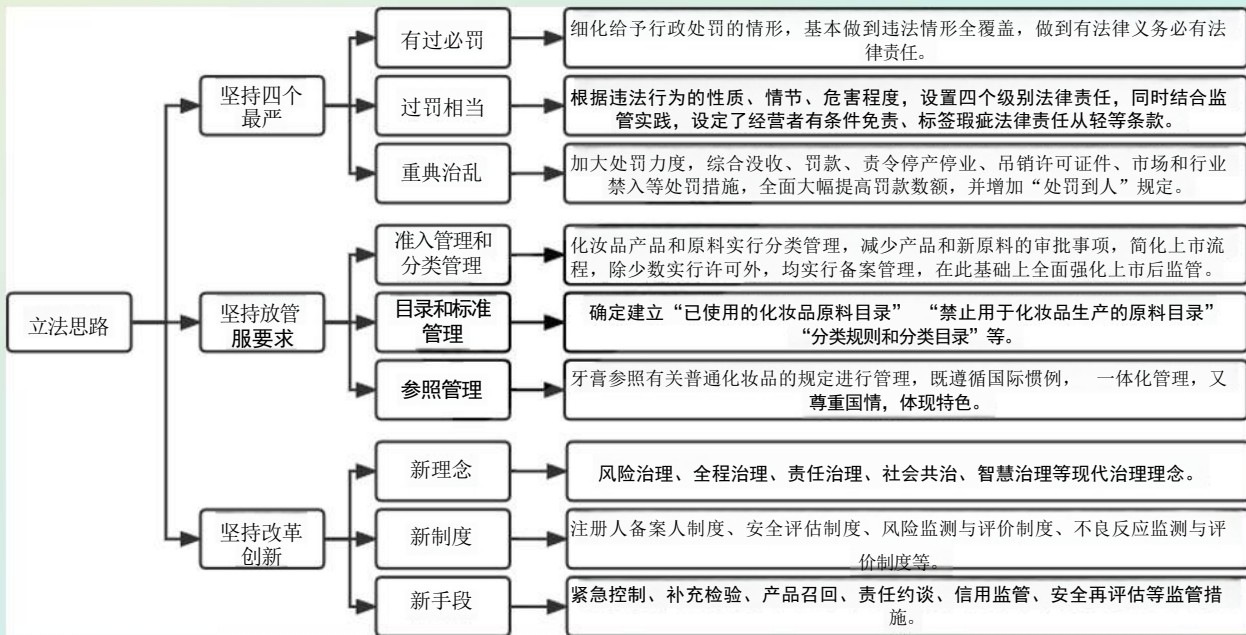 有过必罚
细化给予行政处罚的情形，基本做到违法情形全覆盖，做到有法律义务必有法
律责任。
坚持四个
最严
过罚相当
根据违法行为的性质、情节、危害程度，设置四个级别法律责任，同时结合监
管实践，设定了经营者有条件免责、标签瑕疵法律责任从轻等条款。
重典治乱
加大处罚力度，综合没收、罚款、责令停产停业、吊销许可证件、市场和行业
禁入等处罚措施，全面大幅提高罚款数额，并增加“处罚到人”规定。
准入管理和
分类管理
化妆品产品和原料实行分类管理，减少产品和新原料的审批事项，简化上市流
程，除少数实行许可外，均实行备案管理，在此基础上全面强化上市后监管。
立法思路
坚持放管
服要求
目录和标准
管理
确定建立“已使用的化妆品原料目录” “禁止用于化妆品生产的原料目录”
“分类规则和分类目录”等。
参照管理
牙膏参照有关普通化妆品的规定进行管理，既遵循国际惯例， 一体化管理，又
尊重国情，体现特色。
新理念
风险治理、全程治理、责任治理、社会共治、智慧治理等现代治理理念。
坚持改革
创新
新制度
注册人备案人制度、安全评估制度、风险监测与评价制度、不良反应监测与评
价制度等。
新手段
紧急控制、补充检验、产品召回、责任约谈、信用监管、安全再评估等监管措
施。